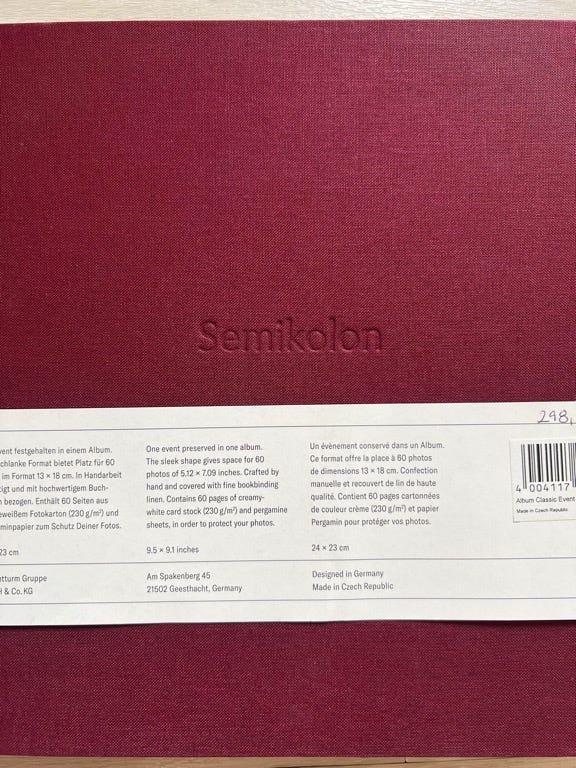 Semikolon
298,
vent festgehalten in einem Album.
chlanke Format bietet Platz für 60
im Format 13 × 18 cm. In Handarbeit
tigt und mit hochwertigem Buch-
n bezogen. Enthält 60 Seiten aus
eweißem Fotokarton (230 g/m²) und
minpapier zum Schutz Deiner Fotos.
23 cm
One event preserved in one album.
The sleek shape gives space for 60
photos of 5.12 × 7.09 inches. Crafted by
hand and covered with fine bookbinding
linen. Contains 60 pages of creamy-
white card stock (230 g/m²) and pergamine
sheets, in order to protect your photos.
9.5 × 9.1 inches
Un évènement conservé dans un Album.
Ce format offre la place à 60 photos
de dimensions 13 × 18 cm. Confection
manuelle et recouvert de lin de haute
qualité. Contient 60 pages cartonnées
de couleur crème (230 g/m²) et papier
Pergamin pour protéger vos photos.
24 × 23 cm
4 004117
Album Classic Event
Made in Czech Republic
ntturm Gruppe
H & Co. KG
Am Spakenberg 45
21502 Geesthacht, Germany
Designed in Germany
Made in Czech Republic